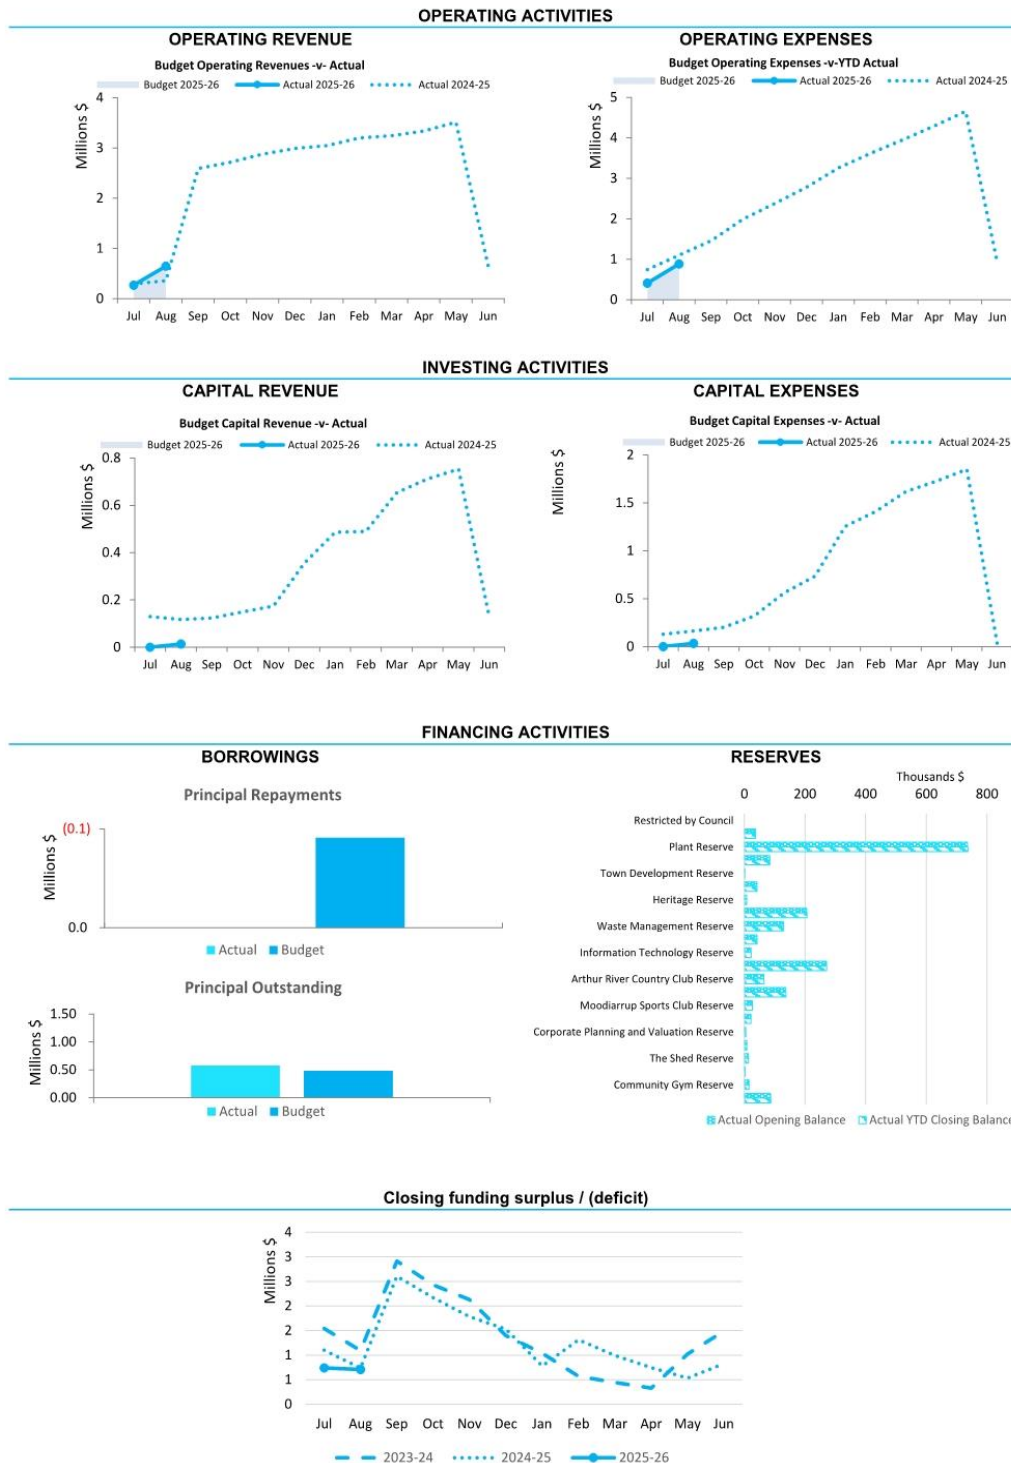 OPERATING ACTIVITIES
OPERATING REVENUE
Budget Operating Revenues -v- Actual
Budget 2025-26 Actual 2025-26 Actual 2024-25
Millions $
4
3
2
1
0
Jul Aug Sep Oct Nov Dec Jan Feb Mar Apr May Jun
OPERATING EXPENSES
Budget Operating Expenses -v-YTD Actual
Budget 2025-26 Actual 2025-26 Actual 2024-25
Millions $
5
4
3
2
1
0
Jul Aug Sep Oct Nov Dec Jan Feb Mar Apr May Jun
INVESTING ACTIVITIES
CAPITAL REVENUE
Budget Capital Revenue -v- Actual
Budget 2025-26 Actual 2025-26 Actual 2024-25
Millions $
0.8
0.6
0.4
0.2
0
Jul Aug Sep Oct Nov Dec Jan Feb Mar Apr May Jun
CAPITAL EXPENSES
Budget Capital Expenses -v- Actual
Budget 2025-26 Actual 2025-26 Actual 2024-25
Millions $
2
1.5
1
0.5
0
Jul Aug Sep Oct Nov Dec Jan Feb Mar Apr May Jun
FINANCING ACTIVITIES
BORROWINGS
Principal Repayments
Millions $
(0.1)
0.0
Actual Budget
Principal Outstanding
Millions $
1.50
1.00
0.50
0.00
Actual Budget
RESERVES
Thousands $
0 200 400 600 800
Restricted by Council
Plant Reserve
Town Development Reserve
Heritage Reserve
Waste Management Reserve
Information Technology Reserve
Arthur River Country Club Reserve
Moodiarrup Sports Club Reserve
Corporate Planning and Valuation Reserve
The Shed Reserve
Community Gym Reserve
Actual Opening Balance Actual YTD Closing Balance
Closing funding surplus / (deficit)
Millions $
4
3
3
2
2
1
1
0
Jul Aug Sep Oct Nov Dec Jan Feb Mar Apr May Jun
2023-24 2024-25 2025-26